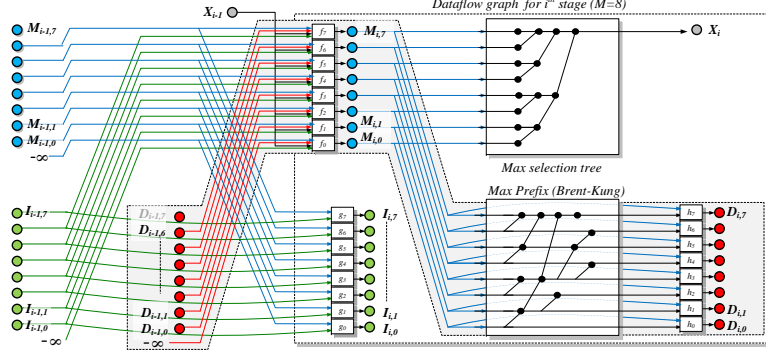 Dataflow graph for iᵗʰ stage (M=8)
X_{i-1}
X_i
M_{i-1,7}
M_{i-1,1}
M_{i-1,0}
-∞
f_7
f_6
f_5
f_4
f_3
f_2
f_1
f_0
M_{i,7}
M_{i,1}
M_{i,0}
Max selection tree
Max Prefix (Brent-Kung)
I_{i-1,7}
I_{i-1,1}
I_{i-1,0}
-∞
D_{i-1,7}
D_{i-1,6}
D_{i-1,1}
D_{i-1,0}
-∞
g_7
g_6
g_5
g_4
g_3
g_2
g_1
g_0
I_{i,7}
I_{i,1}
I_{i,0}
h_7
h_6
h_5
h_4
h_3
h_2
h_1
h_0
D_{i,7}
D_{i,1}
D_{i,0}